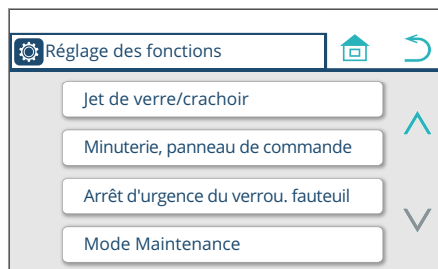 Réglage des fonctions
Jet de verre/crachoir
Minuterie, panneau de commande
Arrêt d'urgence du verrou. fauteuil
Mode Maintenance